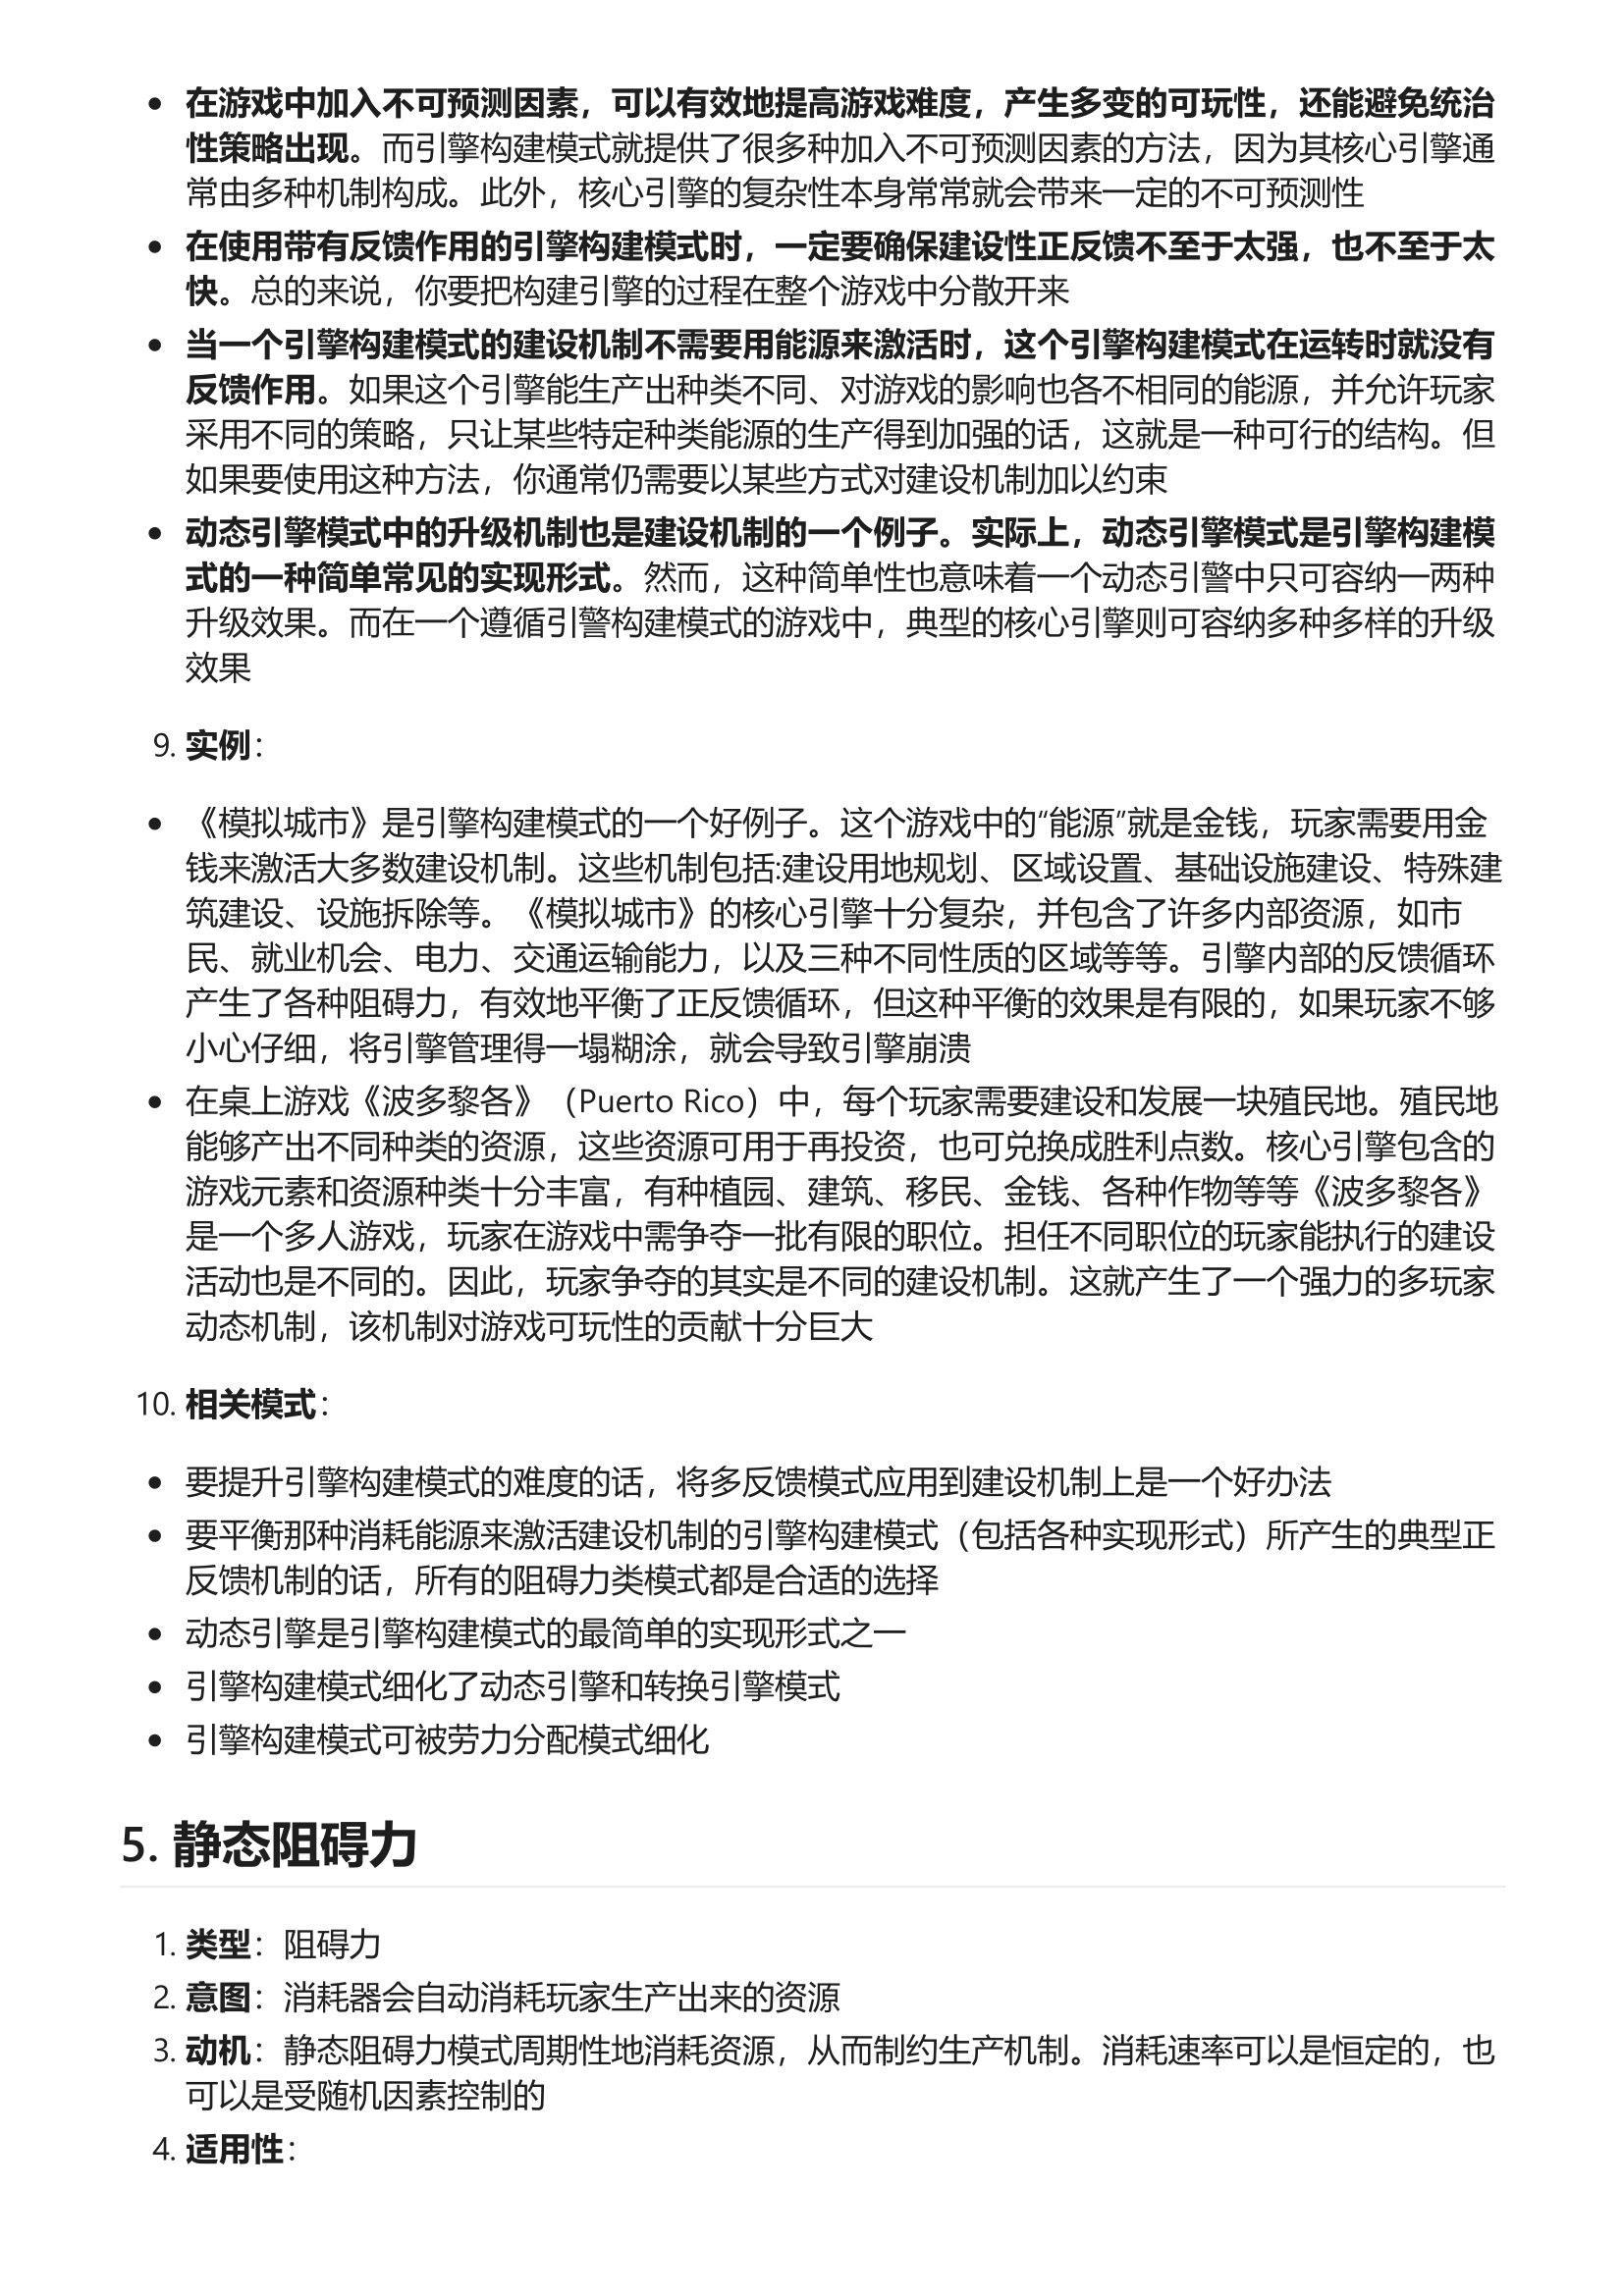 • 在游戏中加入不可预测因素，可以有效地提高游戏难度，产生多变的可玩性，还能避免统治
性策略出现。而引擎构建模式就提供了很多种加入不可预测因素的方法，因为其核心引擎通
常由多种机制构成。此外，核心引擎的复杂性本身常常就会带来一定的不可预测性
• 在使用带有反馈作用的引擎构建模式时，一定要确保建设性正反馈不至于太强，也不至于太
快。总的来说，你要把构建引擎的过程在整个游戏中分散开来
• 当一个引擎构建模式的建设机制不需要用能源来激活时，这个引擎构建模式在运转时就没有
反馈作用。如果这个引擎能生产出种类不同、对游戏的影响也各不相同的能源，并允许玩家
采用不同的策略，只让某些特定种类能源的生产得到加强的话，这就是一种可行的结构。但
如果要使用这种方法，你通常仍需要以某些方式对建设机制加以约束
• 动态引擎模式中的升级机制也是建设机制的一个例子。实际上，动态引擎模式是引擎构建模
式的一种简单常见的实现形式。然而，这种简单性也意味着一个动态引警中只可容纳一两种
升级效果。而在一个遵循引警构建模式的游戏中，典型的核心引擎则可容纳多种多样的升级
效果
9. 实例：
• 《模拟城市》是引擎构建模式的一个好例子。这个游戏中的“能源”就是金钱，玩家需要用金
钱来激活大多数建设机制。这些机制包括:建设用地规划、区域设置、基础设施建设、特殊建
筑建设、设施拆除等。《模拟城市》的核心引擎十分复杂，并包含了许多内部资源，如市
民、就业机会、电力、交通运输能力，以及三种不同性质的区域等等。引擎内部的反馈循环
产生了各种阻碍力，有效地平衡了正反馈循环，但这种平衡的效果是有限的，如果玩家不够
小心仔细，将引擎管理得一塌糊涂，就会导致引擎崩溃
• 在桌上游戏《波多黎各》（Puerto Rico）中，每个玩家需要建设和发展一块殖民地。殖民地
能够产出不同种类的资源，这些资源可用于再投资，也可兑换成胜利点数。核心引擎包含的
游戏元素和资源种类十分丰富，有种植园、建筑、移民、金钱、各种作物等等《波多黎各》
是一个多人游戏，玩家在游戏中需争夺一批有限的职位。担任不同职位的玩家能执行的建设
活动也是不同的。因此，玩家争夺的其实是不同的建设机制。这就产生了一个强力的多玩家
动态机制，该机制对游戏可玩性的贡献十分巨大
10. 相关模式：
• 要提升引擎构建模式的难度的话，将多反馈模式应用到建设机制上是一个好办法
• 要平衡那种消耗能源来激活建设机制的引擎构建模式（包括各种实现形式）所产生的典型正
反馈机制的话，所有的阻碍力类模式都是合适的选择
• 动态引擎是引擎构建模式的最简单的实现形式之一
• 引擎构建模式细化了动态引擎和转换引擎模式
• 引擎构建模式可被劳力分配模式细化
5. 静态阻碍力
1. 类型：阻碍力
2. 意图：消耗器会自动消耗玩家生产出来的资源
3. 动机：静态阻碍力模式周期性地消耗资源，从而制约生产机制。消耗速率可以是恒定的，也
可以是受随机因素控制的
4. 适用性：